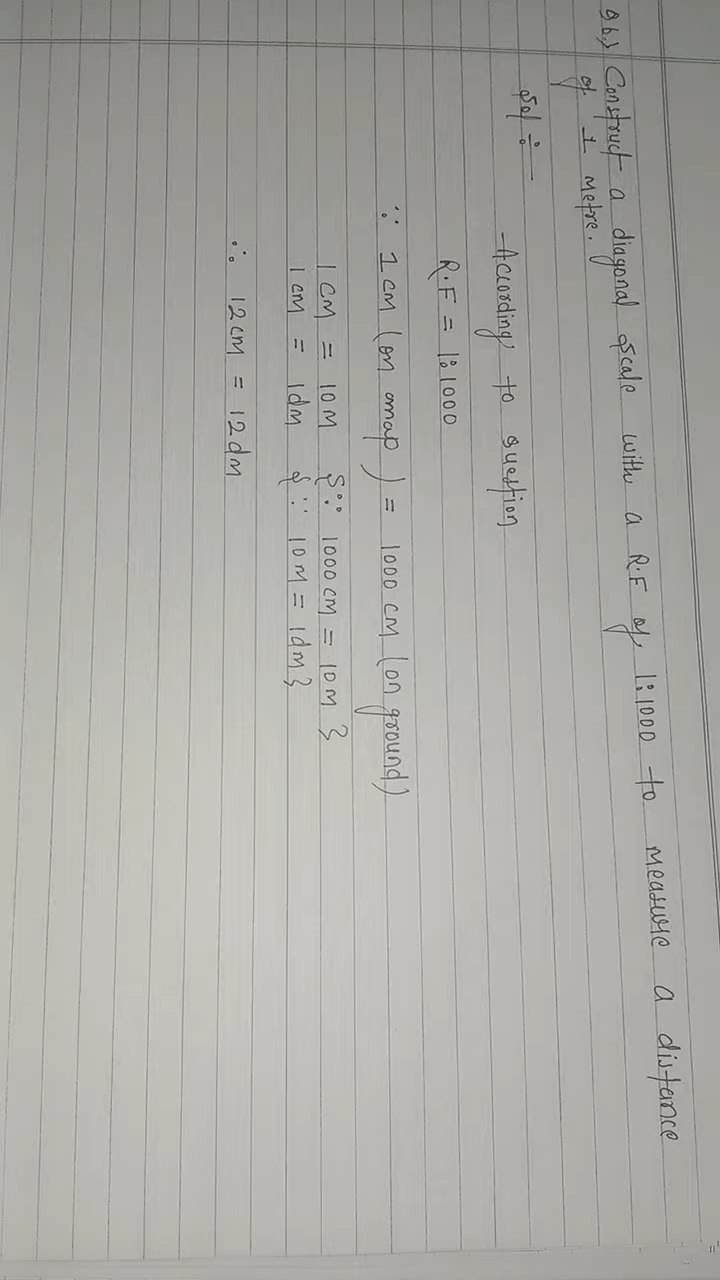 Q6.) Construct a diagonal scale with a R.F of 1:1000 to measure a distance
of 1 Metre.
Sol ÷
According to question
R.F = 1:1000
∵ 1 cm (on map) = 1000 cm (on ground)
1 cm = 10 M {∵ 1000 cm = 10 M }
1 cm = 1dm {∵ 10 M = 1dm}
∴ 12 cm = 12 dm